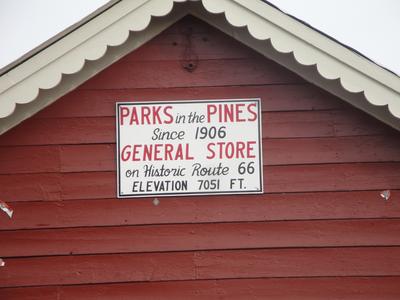 PARKS in the PINES
Since 1906
GENERAL STORE
on Historic Route 66
ELEVATION 7051 FT.